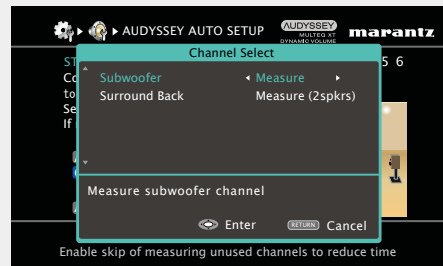 AUDYSSEY AUTO SETUP
AUDYSSEY
MULTEQ XT
DYNAMIC VOLUME
marantz
Channel Select
ST
5 6
Co
to
Se
If
Subwoofer Measure
Surround Back Measure (2spkrs)
Measure subwoofer channel
Enter RETURN Cancel
Enable skip of measuring unused channels to reduce time